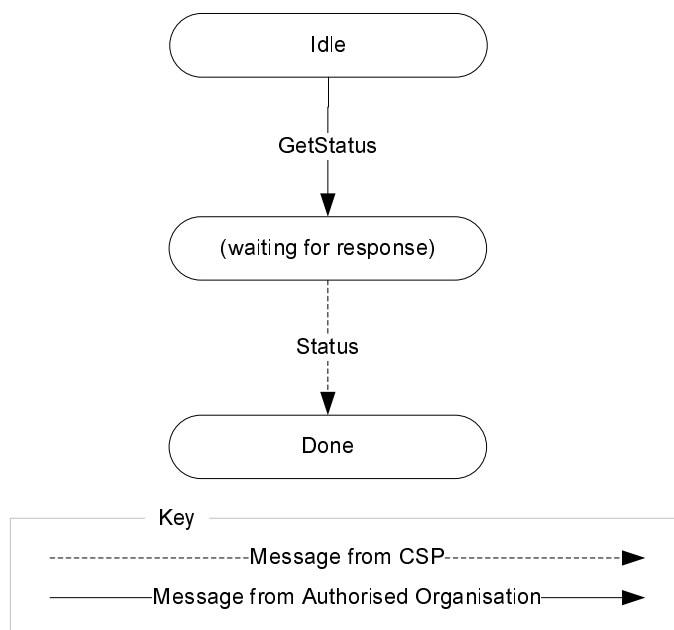 Idle
GetStatus
(waiting for response)
Status
Done
Key
Message from CSP
Message from Authorised Organisation